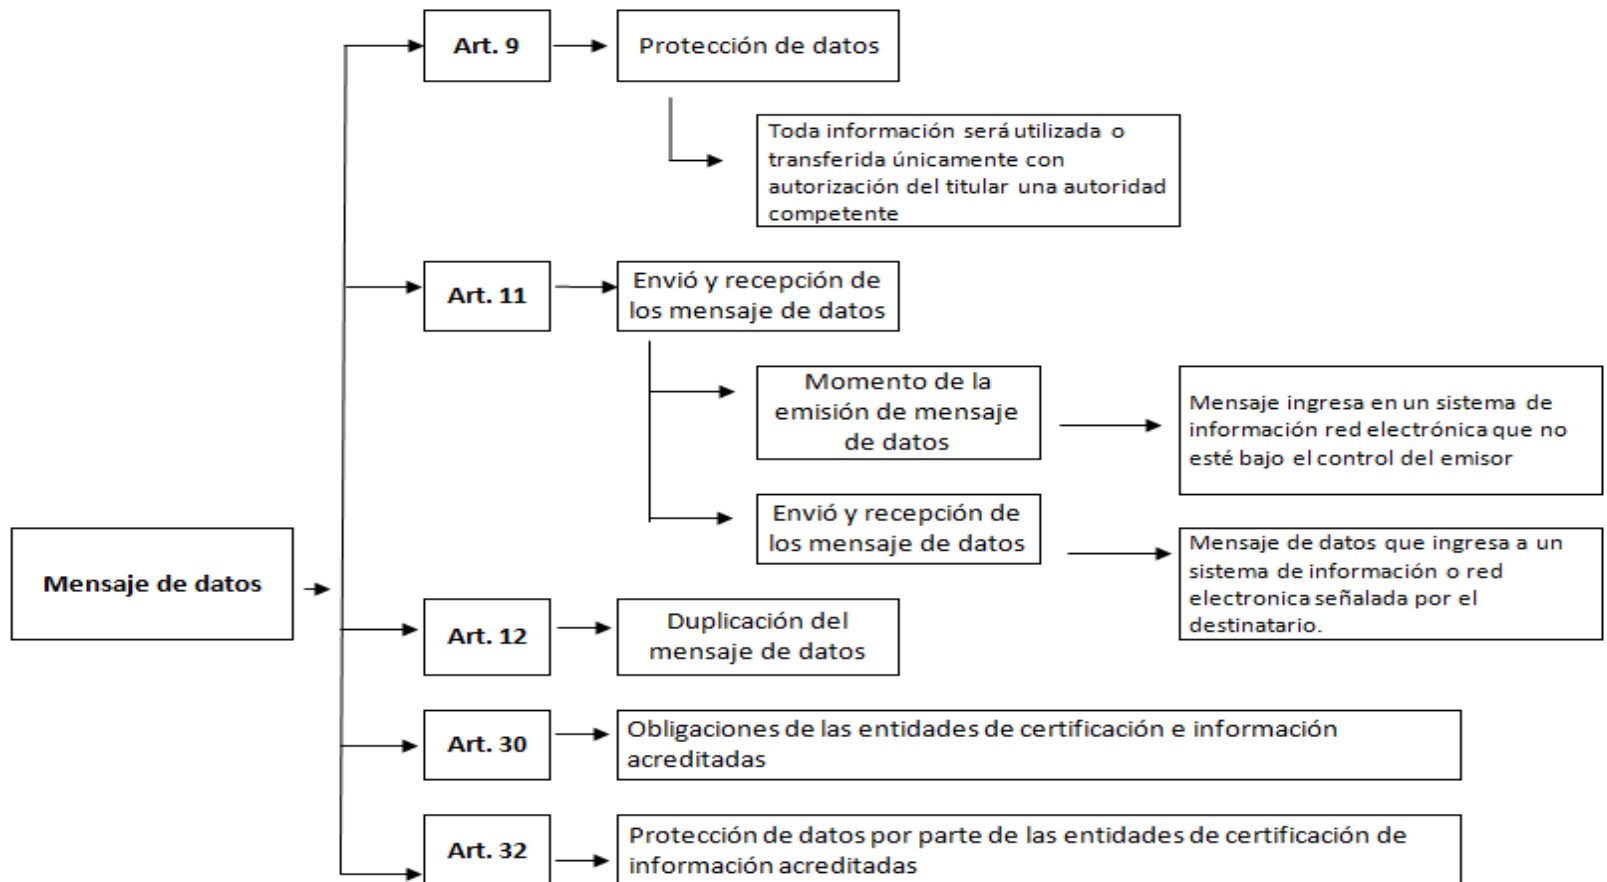 Art. 9
Protección de datos
Toda información será utilizada o
transferida únicamente con
autorización del titular una autoridad
competente
Art. 11
Envió y recepción de
los mensaje de datos
Momento de la
emisión de mensaje
de datos
Mensaje ingresa en un sistema de
información red electrónica que no
esté bajo el control del emisor
Envió y recepción de
los mensaje de datos
Mensaje de datos que ingresa a un
sistema de información o red
electronica señalada por el
destinatario.
Mensaje de datos
Art. 12
Duplicación del
mensaje de datos
Art. 30
Obligaciones de las entidades de certificación e información
acreditadas
Art. 32
Protección de datos por parte de las entidades de certificación de
información acreditadas